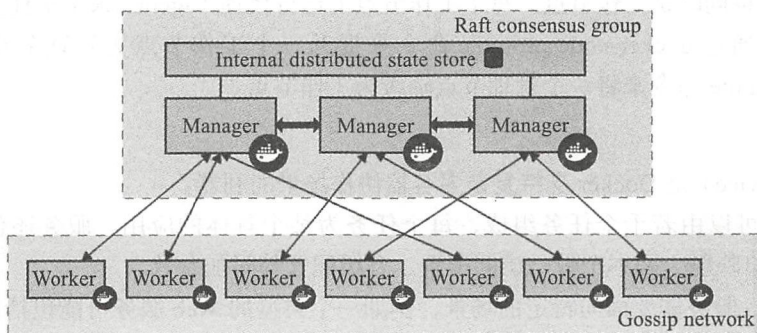 Raft consensus group
Internal distributed state store
Manager
Manager
Manager
Worker
Worker
Worker
Worker
Worker
Worker
Worker
Gossip network